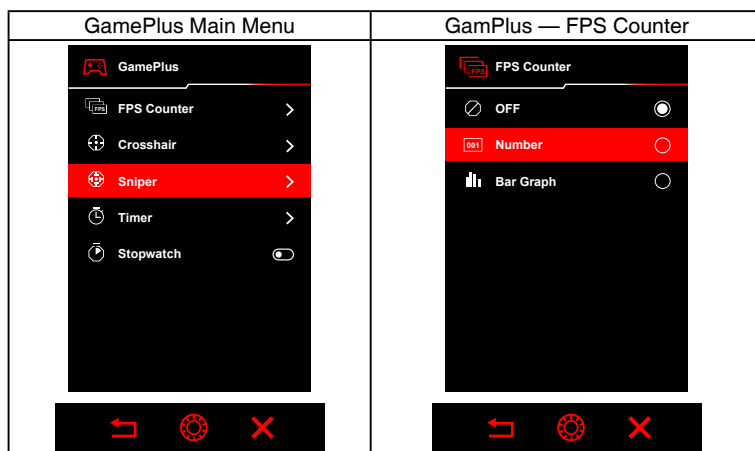 GamePlus Main Menu
GamPlus — FPS Counter
GamePlus
FPS FPS Counter
Crosshair
Sniper
Timer
Stopwatch
FPS FPS Counter
OFF
001 Number
Bar Graph